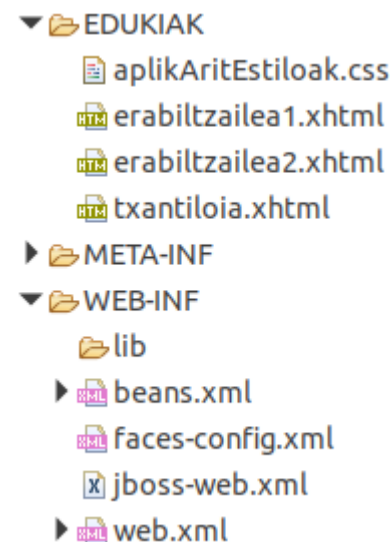 EDUKIAK
aplikAritEstiloak.css
erabiltzailea1.xhtml
erabiltzailea2.xhtml
txantiloia.xhtml
META-INF
WEB-INF
lib
beans.xml
faces-config.xml
jboss-web.xml
web.xml